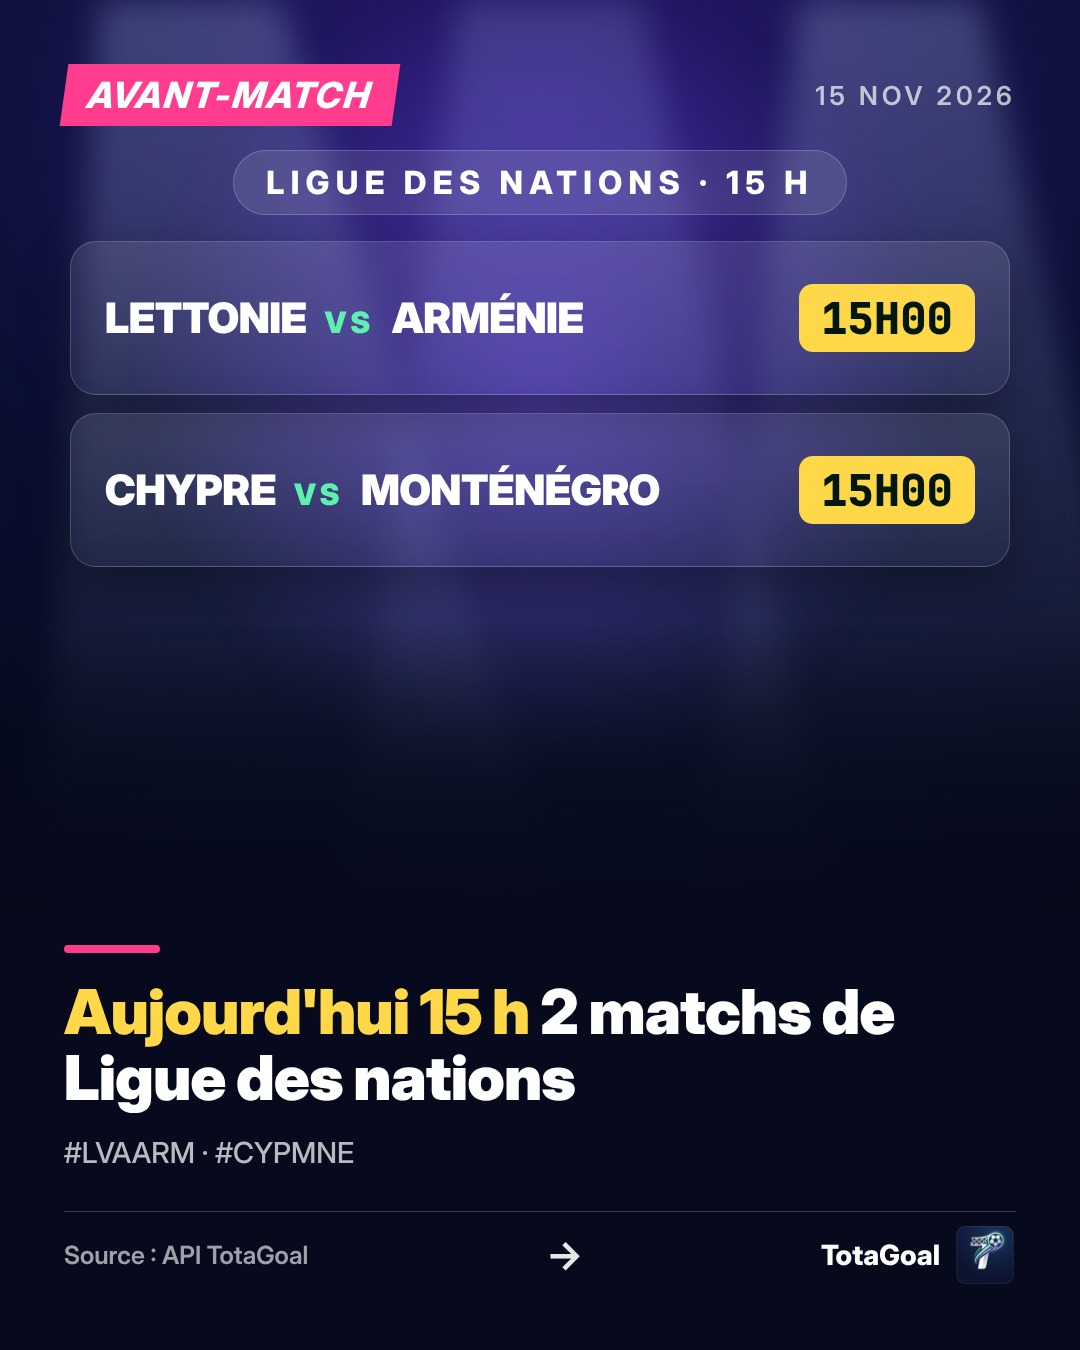 AVANT-MATCH
15 NOV 2026
LIGUE DES NATIONS · 15 H
LETTONIE vs ARMÉNIE 15H00
CHYPRE vs MONTÉNÉGRO 15H00
Aujourd'hui 15 h 2 matchs de
Ligue des nations
#LVAARM · #CYPMNE
Source : API TotaGoal → TotaGoal